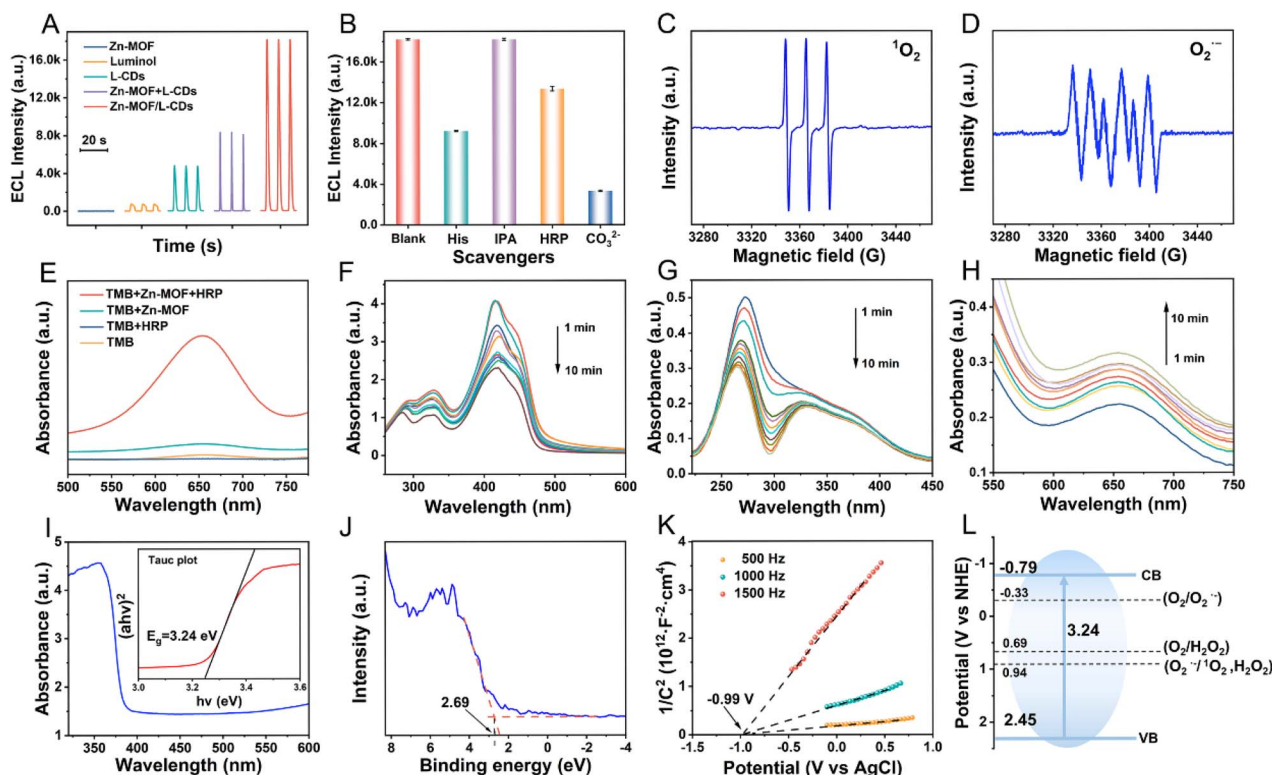 A
ECL Intensity (a.u.)
16.0k
12.0k
8.0k
4.0k
0.0
Zn-MOF
Luminol
L-CDs
Zn-MOF+L-CDs
Zn-MOF/L-CDs
20 s
Time (s)
B
ECL Intensity (a.u.)
16.0k
12.0k
8.0k
4.0k
0.0
Blank His IPA HRP CO₃²⁻
Scavengers
C
¹O₂
Intensity (a.u.)
3280 3360 3440
Magnetic field (G)
D
O₂·⁻
Intensity (a.u.)
3280 3360 3440
Magnetic field (G)
E
Absorbance (a.u.)
TMB+Zn-MOF+HRP
TMB+Zn-MOF
TMB+HRP
TMB
500 550 600 650 700 750
Wavelength (nm)
F
Absorbance (a.u.)
4
3
2
1
0
1 min
10 min
300 400 500 600
Wavelength (nm)
G
Absorbance (a.u.)
0.5
0.4
0.3
0.2
0.1
0.0
1 min
10 min
250 300 350 400 450
Wavelength (nm)
H
Absorbance (a.u.)
0.4
0.3
0.2
0.1
10 min
1 min
550 600 650 700 750
Wavelength (nm)
I
Absorbance (a.u.)
5
4
3
2
1
Tauc plot
(ahv)²
E_g=3.24 eV
3.0 3.2 3.4 3.6
hv (eV)
350 400 450 500 550 600
Wavelength (nm)
J
Intensity (a.u.)
2.69
8 6 4 2 0 -2 -4
Binding energy (eV)
K
1/C² (10¹²·F⁻²·cm4)
4
3
2
1
0
500 Hz
1000 Hz
1500 Hz
-0.99 V
-1.5 -1.0 -0.5 0.0 0.5 1.0
Potential (V vs AgCl)
L
Potential (V vs NHE)
-1
0
1
2
-0.79 CB
-0.33 (O₂/O₂·⁻)
3.24
0.69 (O₂/H₂O₂)
0.94 (O₂·⁻/¹O₂ ,H₂O₂)
2.45 VB